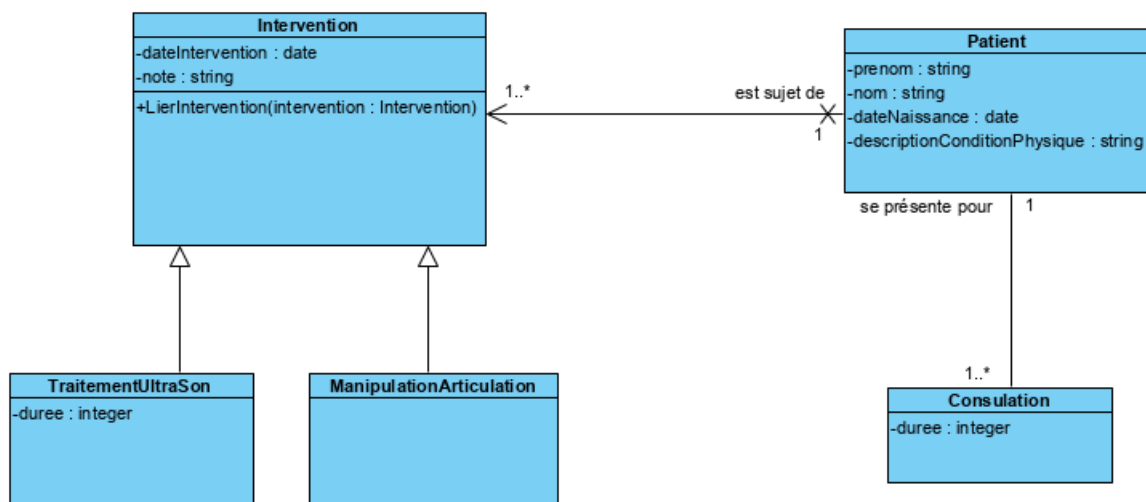 Intervention
-dateIntervention : date
-note : string
+LierIntervention(intervention : Intervention)
1..*
est sujet de
1
Patient
-prenom : string
-nom : string
-dateNaissance : date
-descriptionConditionPhysique : string
se présente pour
1
1..*
TraitementUltraSon
-duree : integer
ManipulationArticulation
Consulation
-duree : integer